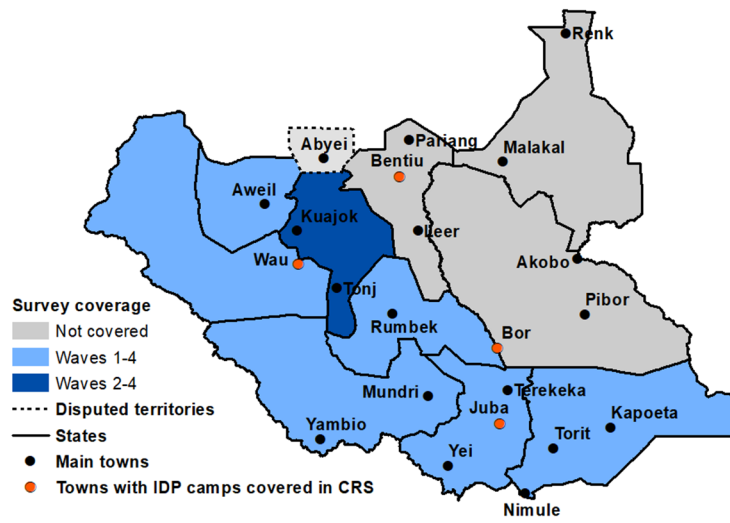 Renk
Abyei
Pariang
Bentiu
Malakal
Aweil
Kuajok
Leer
Wau
Akobo
Tonj
Pibor
Survey coverage
Not covered
Waves 1-4
Waves 2-4
Disputed territories
States
Main towns
Towns with IDP camps covered in CRS
Rumbek
Bor
Mundri
Terekeka
Juba
Kapoeta
Yambio
Torit
Yei
Nimule